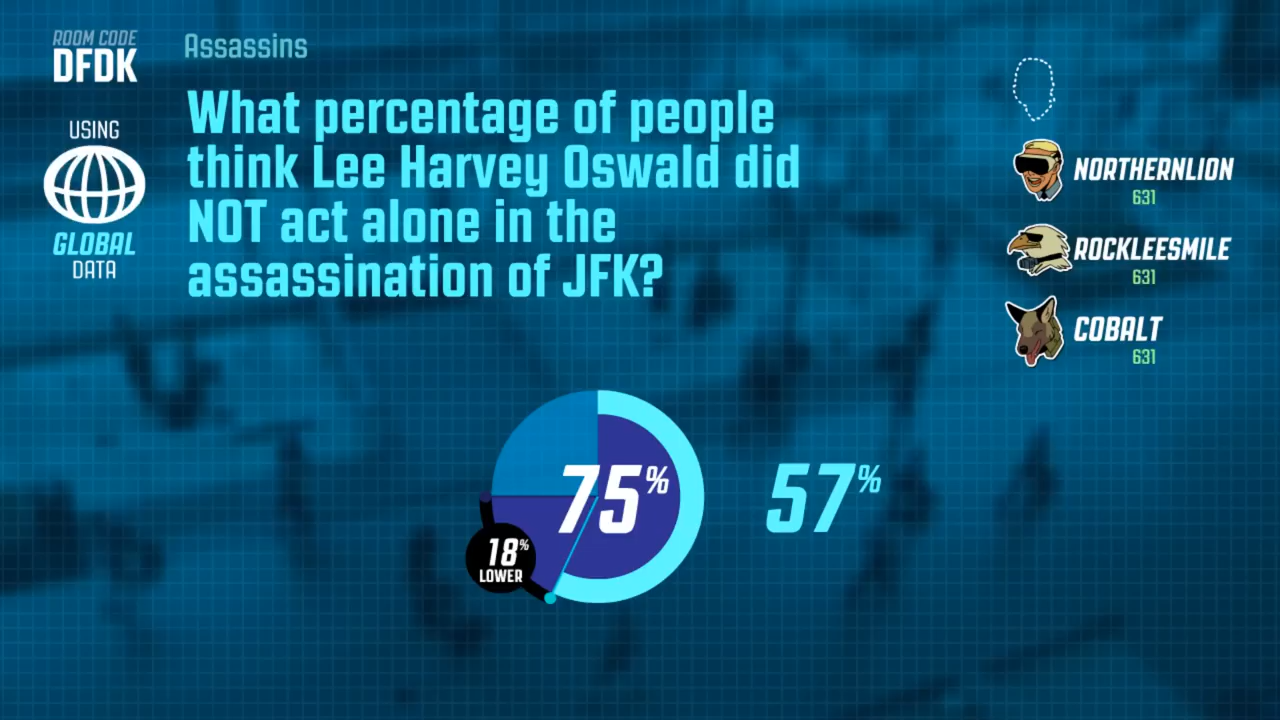 ROOM CODE
DFDK
USING
GLOBAL
DATA
Assassins
What percentage of people
think Lee Harvey Oswald did
NOT act alone in the
assassination of JFK?
NORTHERNLION
631
ROCKLEESMILE
631
COBALT
631
75%
57%
18%
LOWER